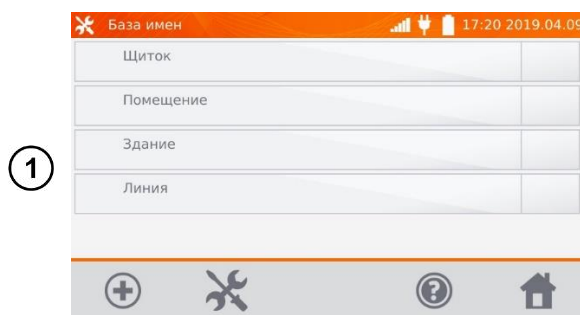 База имен 17:20 2019.04.09
Щиток
Помещение
Здание
1
Линия